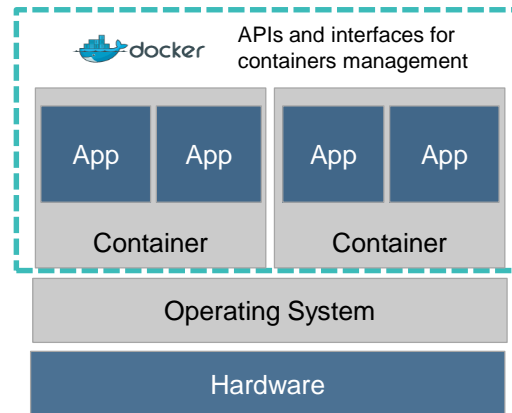 docker
APIs and interfaces for
containers management
App App App App
Container Container
Operating System
Hardware